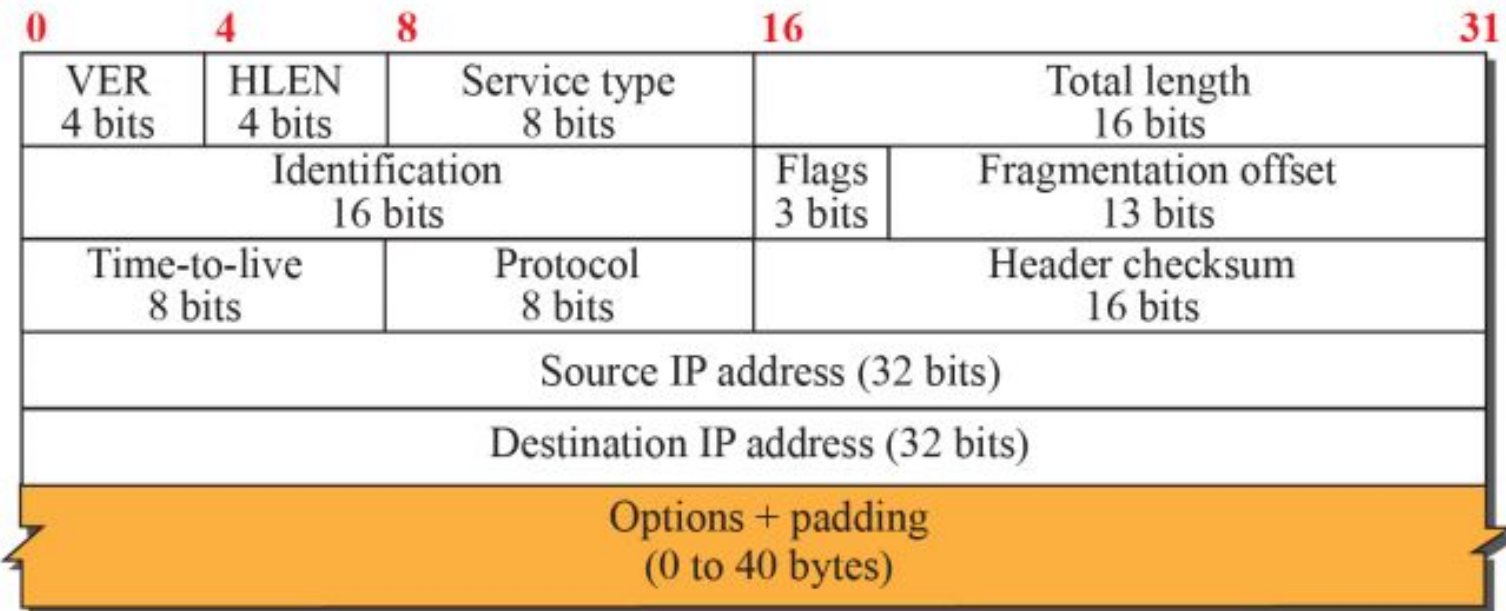 0 4 8 16 31
VER HLEN Service type Total length
4 bits 4 bits 8 bits 16 bits
Identification Flags Fragmentation offset
16 bits 3 bits 13 bits
Time-to-live Protocol Header checksum
8 bits 8 bits 16 bits
Source IP address (32 bits)
Destination IP address (32 bits)
Options + padding
(0 to 40 bytes)